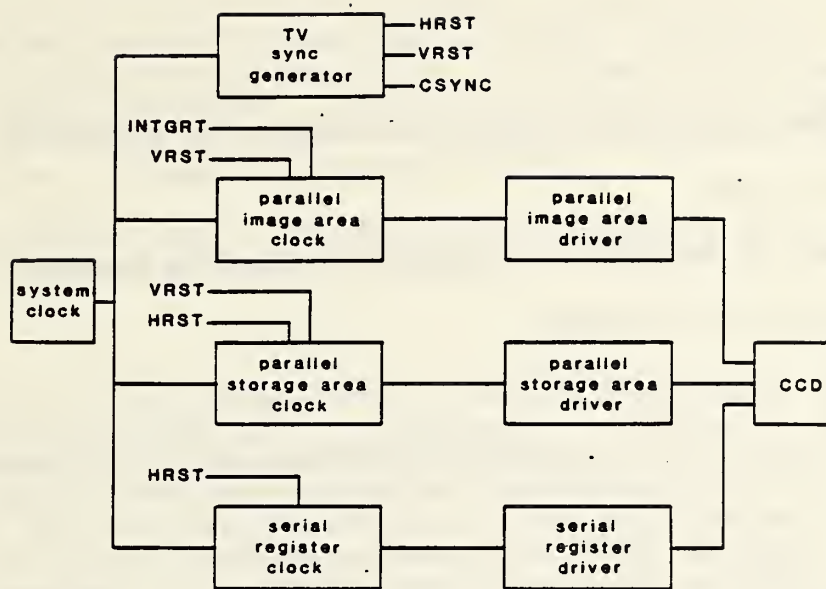 TV
sync
generator
HRST
VRST
CSYNC
INTGRT
VRST
parallel
image area
clock
parallel
image area
driver
system
clock
VRST
HRST
parallel
storage area
clock
parallel
storage area
driver
CCD
HRST
serial
register
clock
serial
register
driver